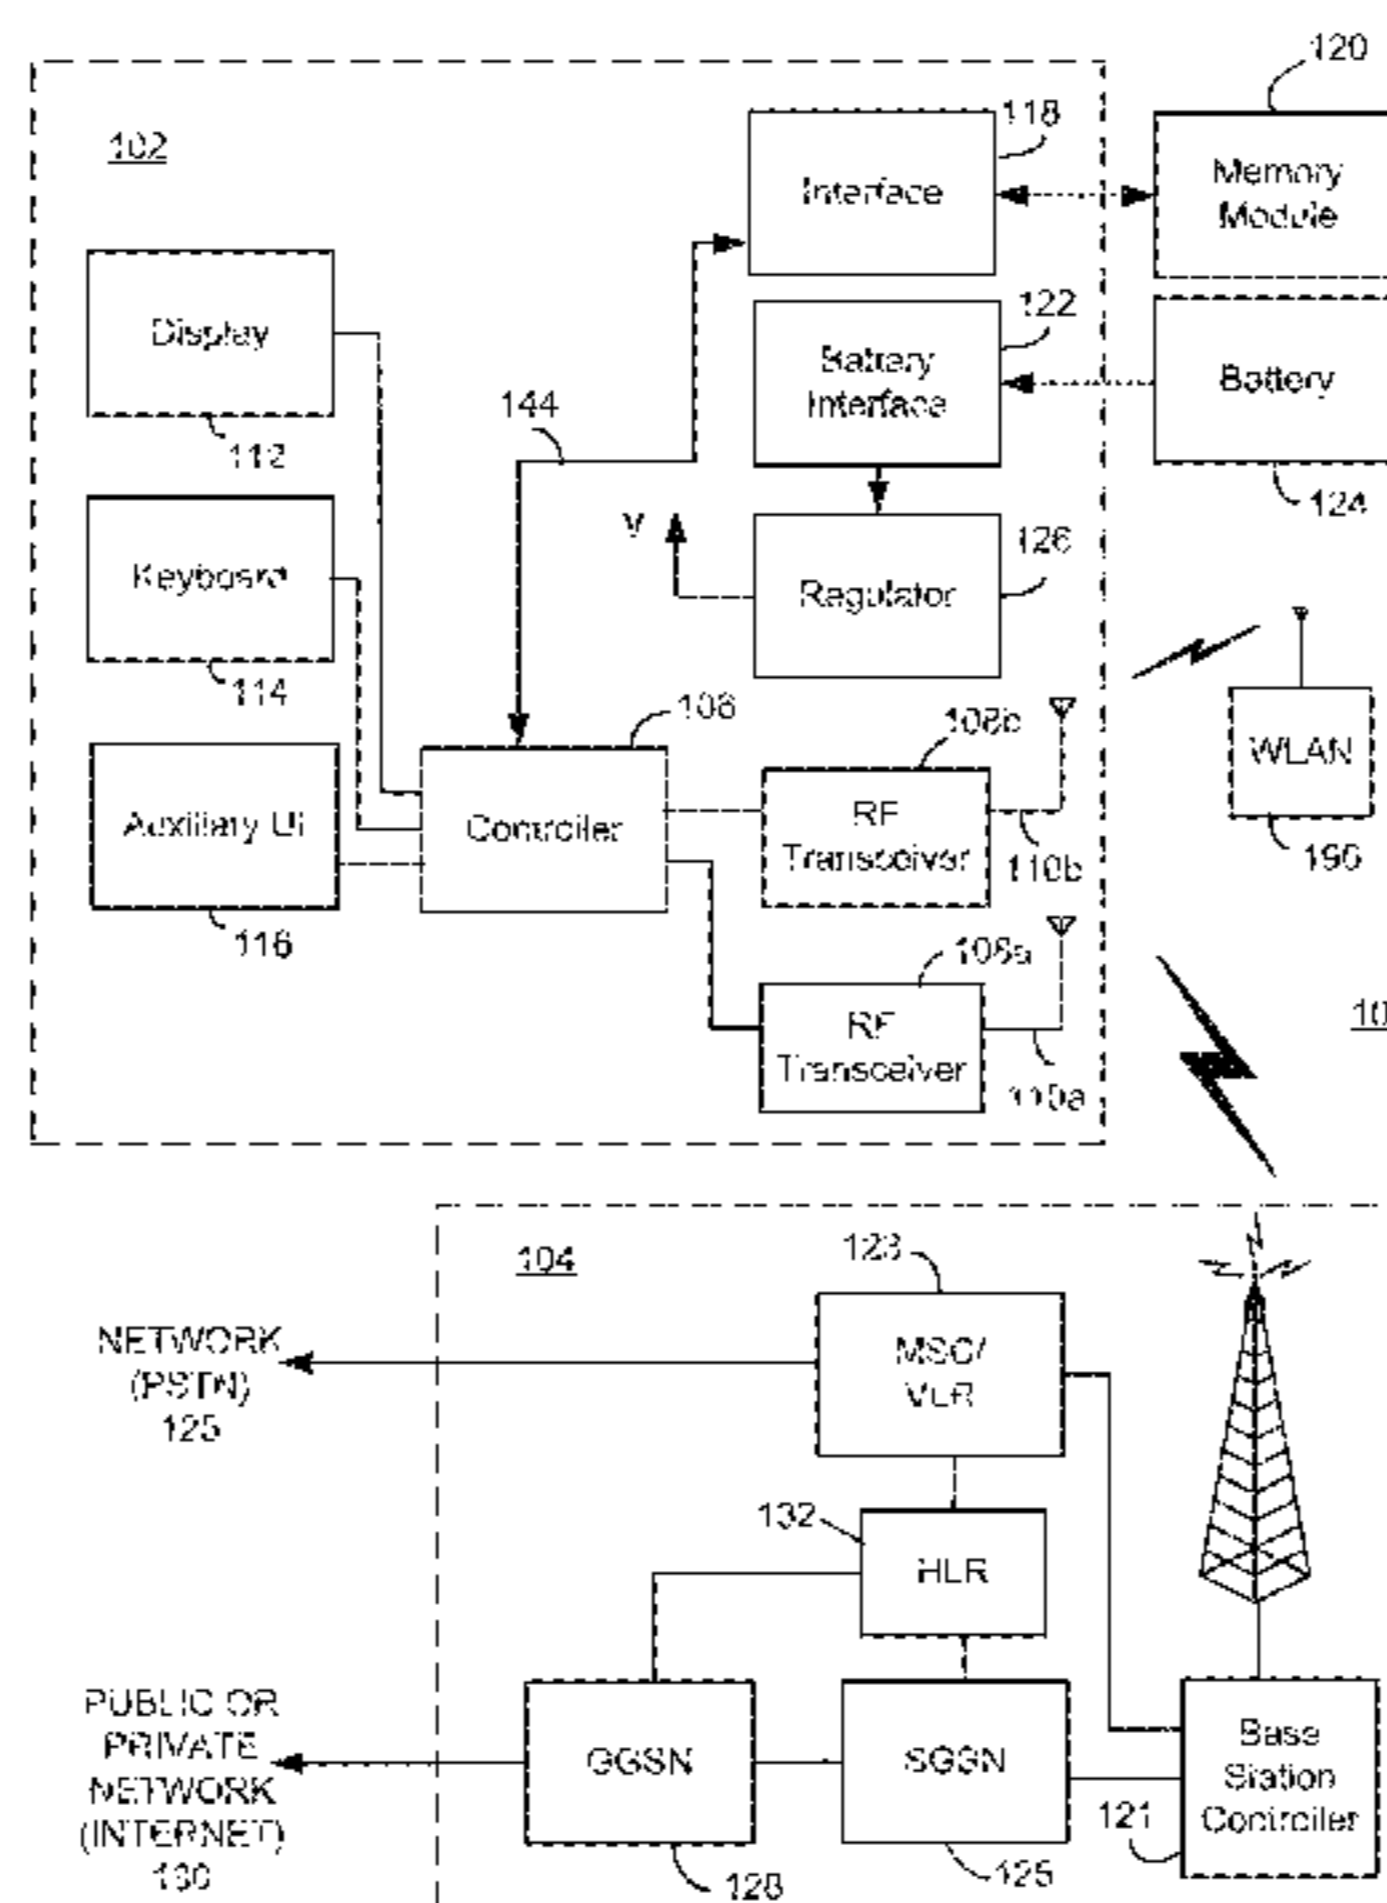 120
118
102
Interface
Memory
Module
122
Display
Battery
Interface
Battery
144
112
124
V
126
Keyboard
Regulator
114
106
108b
WLAN
RF
Transceiver
Auxiliary UI
Controller
110b
190
116
108a
RF
Transceiver
110a
104
123
NETWORK
(PSTN)
125
MSC/
VLR
132
HLR
PUBLIC OR
PRIVATE
NETWORK
(INTERNET)
130
GGSN
SGGN
Base
Station
Controller
121
128
125